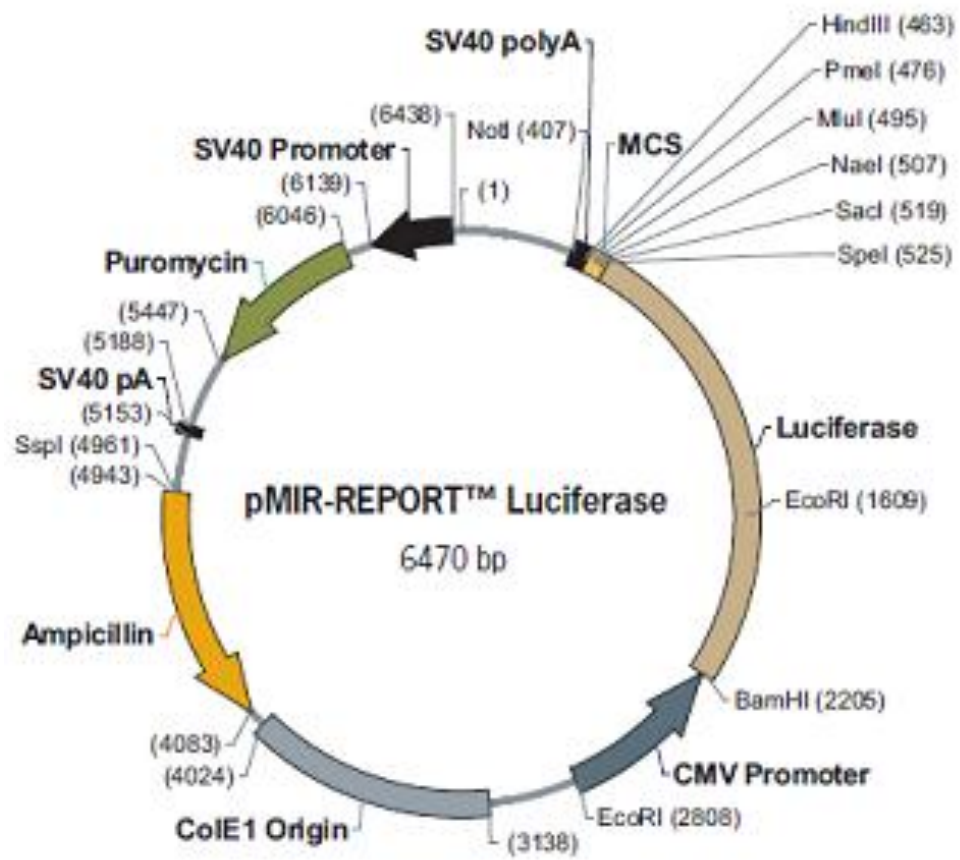 HindIII (463)
SV40 polyA
PmeI (476)
(6438)
NotI (407)
MluI (495)
SV40 Promoter
MCS
NaeI (507)
(6139)
(1)
SacI (519)
(6046)
SpeI (525)
Puromycin
(5447)
(5188)
SV40 pA
(5153)
Luciferase
SspI (4961)
(4943)
pMIR-REPORT™ Luciferase
EcoRI (1609)
6470 bp
Ampicillin
BamHI (2205)
(4083)
(4024)
CMV Promoter
EcoRI (2808)
ColE1 Origin
(3138)